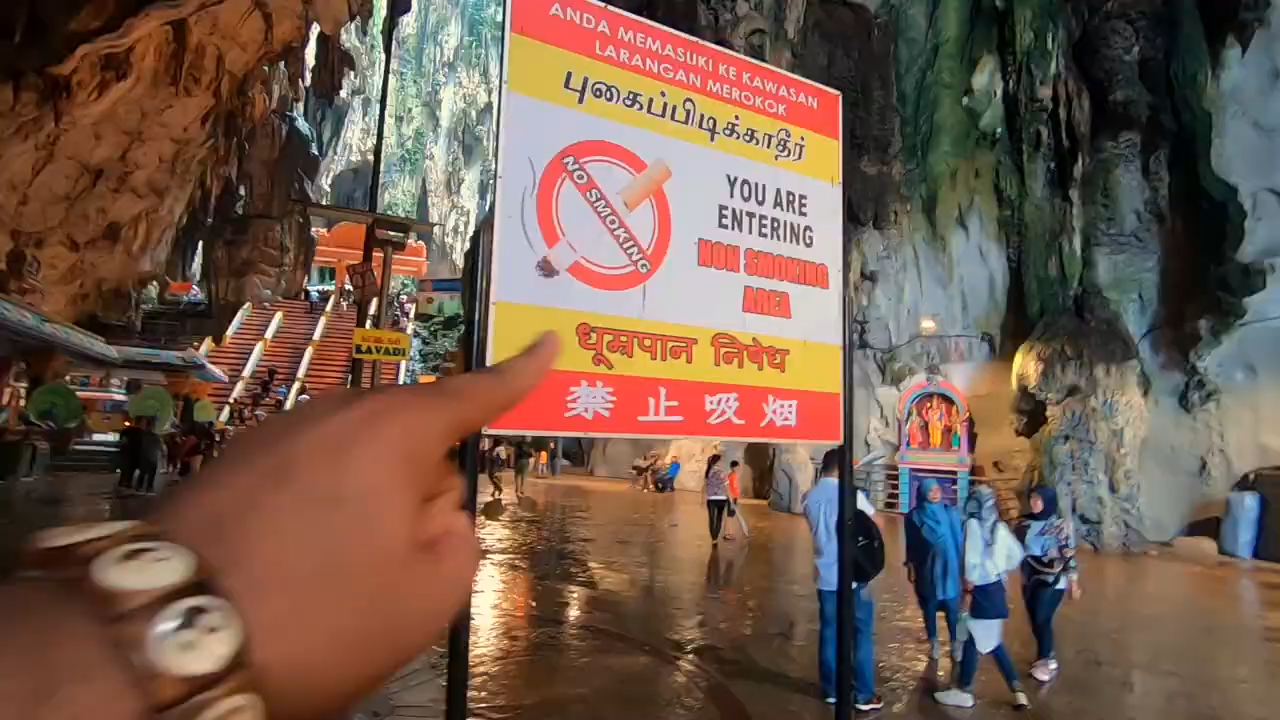 ANDA MEMASUKI KE KAWASAN
LARANGAN MEROKOK
புகைப்பிடிக்காதீர்
NO SMOKING
YOU ARE
ENTERING
NON SMOKING
AREA
धूम्रपान निषेध
禁止吸烟
KAVADI